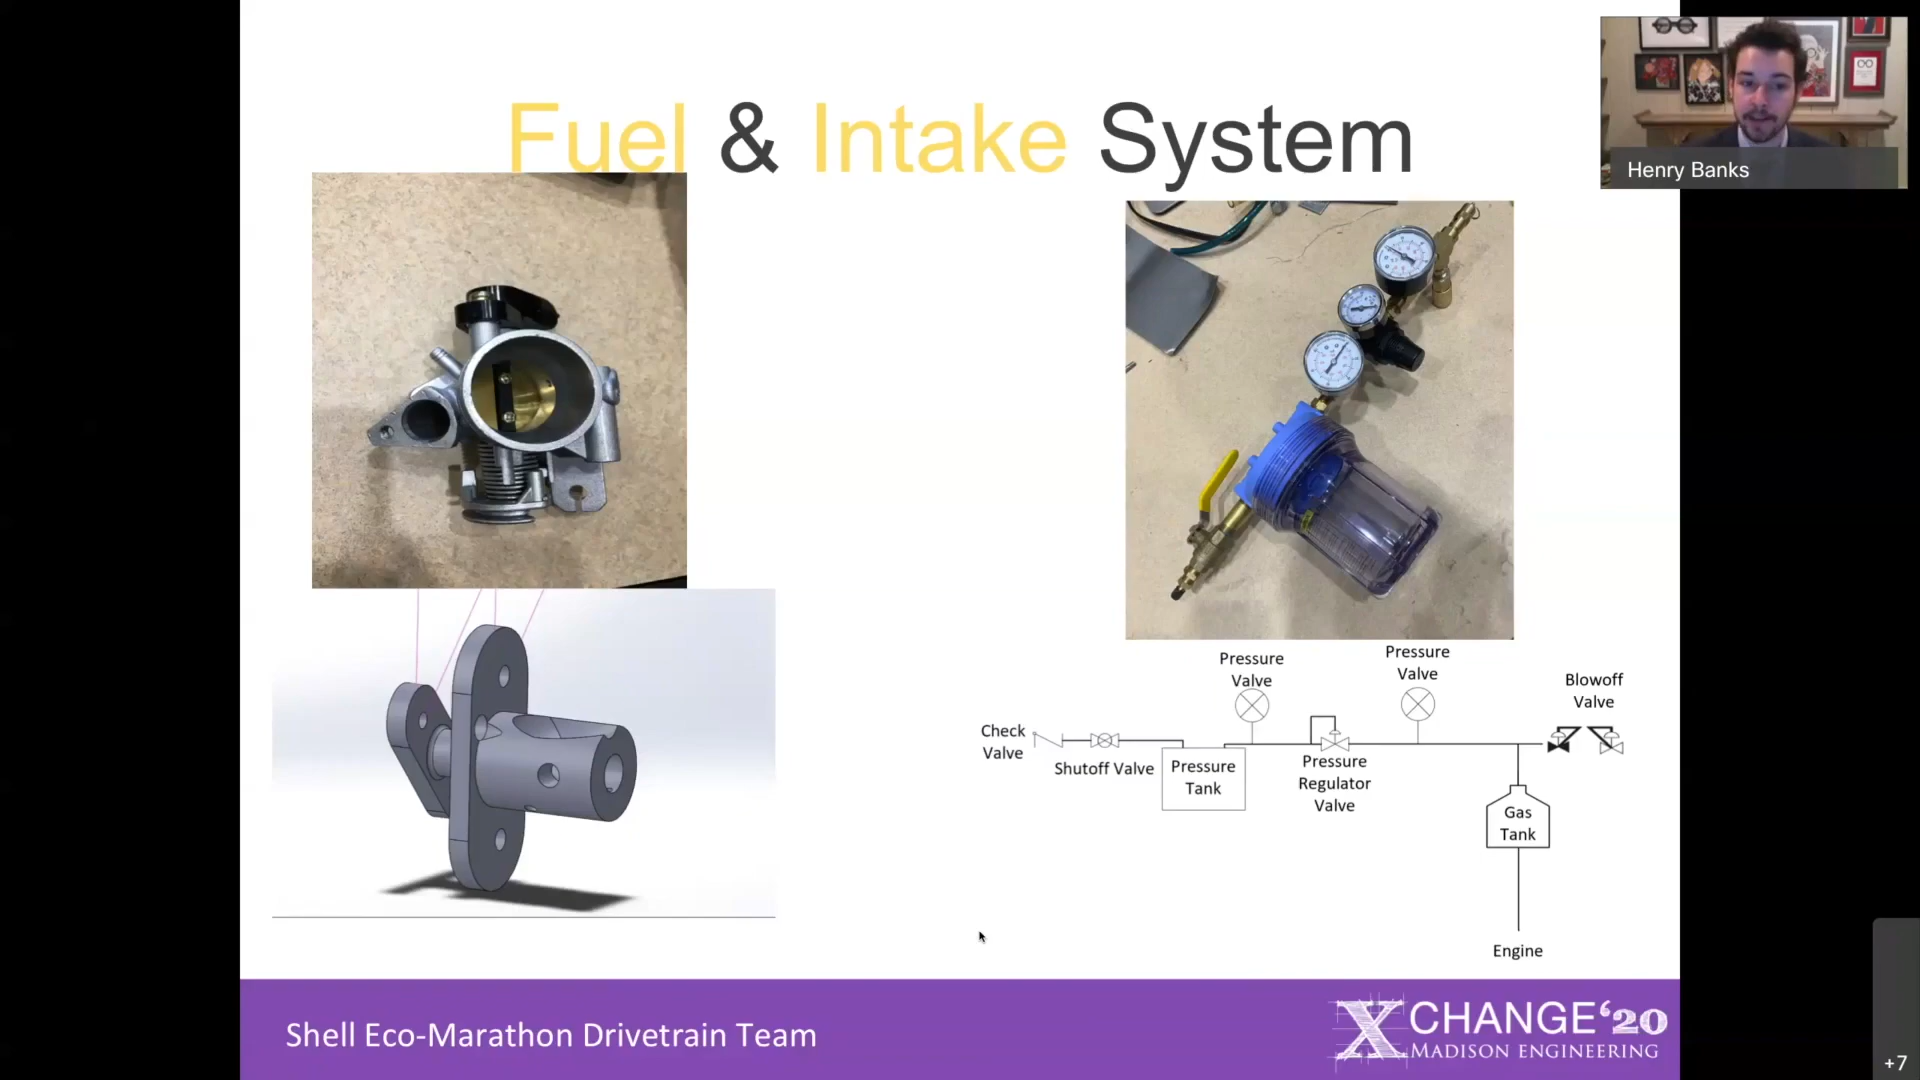 Fuel & Intake System
Henry Banks
Pressure
Valve
Pressure
Valve
Blowoff
Valve
Check
Valve
Shutoff Valve
Pressure
Tank
Pressure
Regulator
Valve
Gas
Tank
Engine
Shell Eco-Marathon Drivetrain Team
XCHANGE‘20
MADISON ENGINEERING
+7